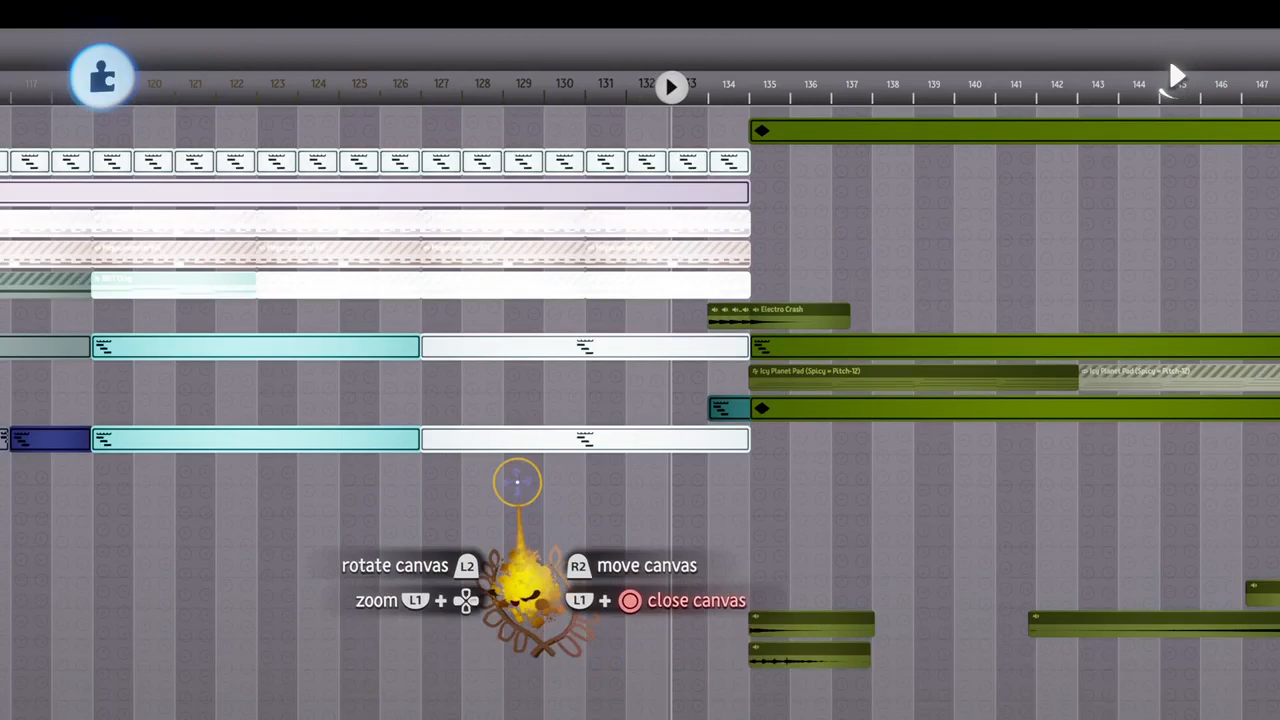 117 120 121 122 123 124 125 126 127 128 129 130 131 132 134 135 136 137 138 139 140 141 142 143 144 146 147
Electro Crash
Icy Planet Pad (Spicy = Pitch-12) Icy Planet Pad (Spicy = Pitch-12)
rotate canvas L2 R2 move canvas
zoom L1 + L1 + close canvas